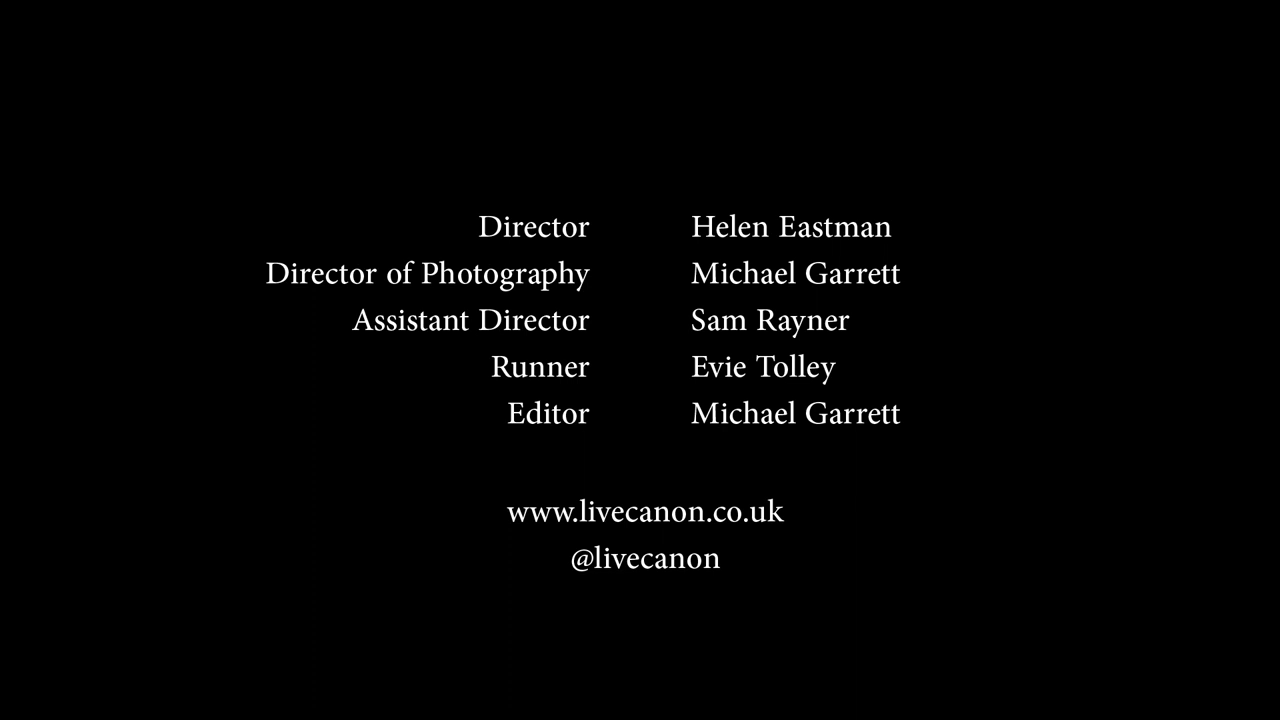 Director Helen Eastman
Director of Photography Michael Garrett
Assistant Director Sam Rayner
Runner Evie Tolley
Editor Michael Garrett
www.livecanon.co.uk
@livecanon